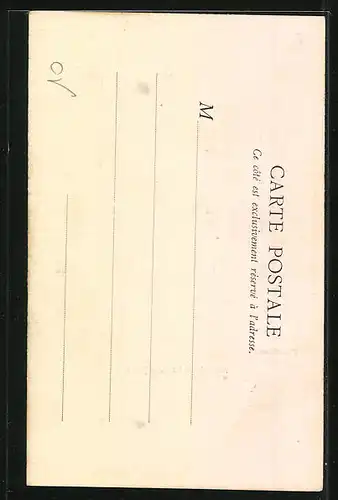 CARTE POSTALE
Ce côté est exclusivement réservé à l'adresse.
M